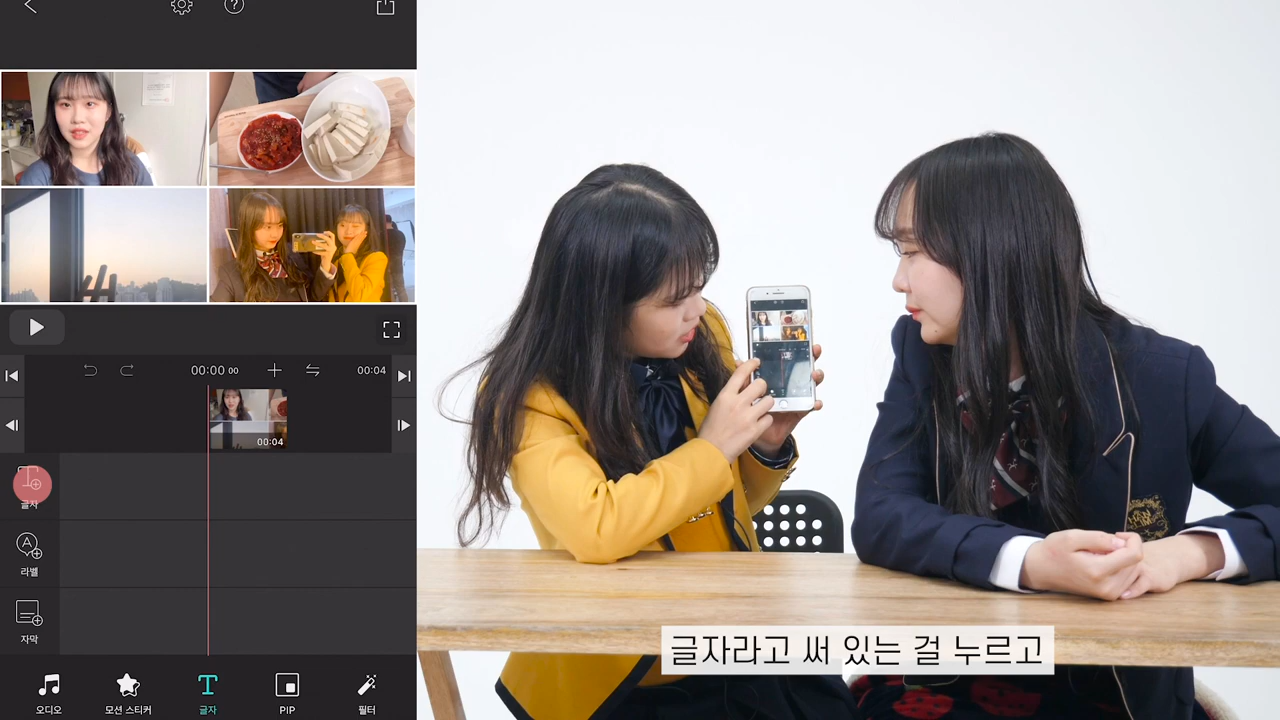 00:00 00
00:04
00:04
글자
라벨
자막
오디오
모션 스티커
글자
PIP
필터
글자라고 써 있는 걸 누르고